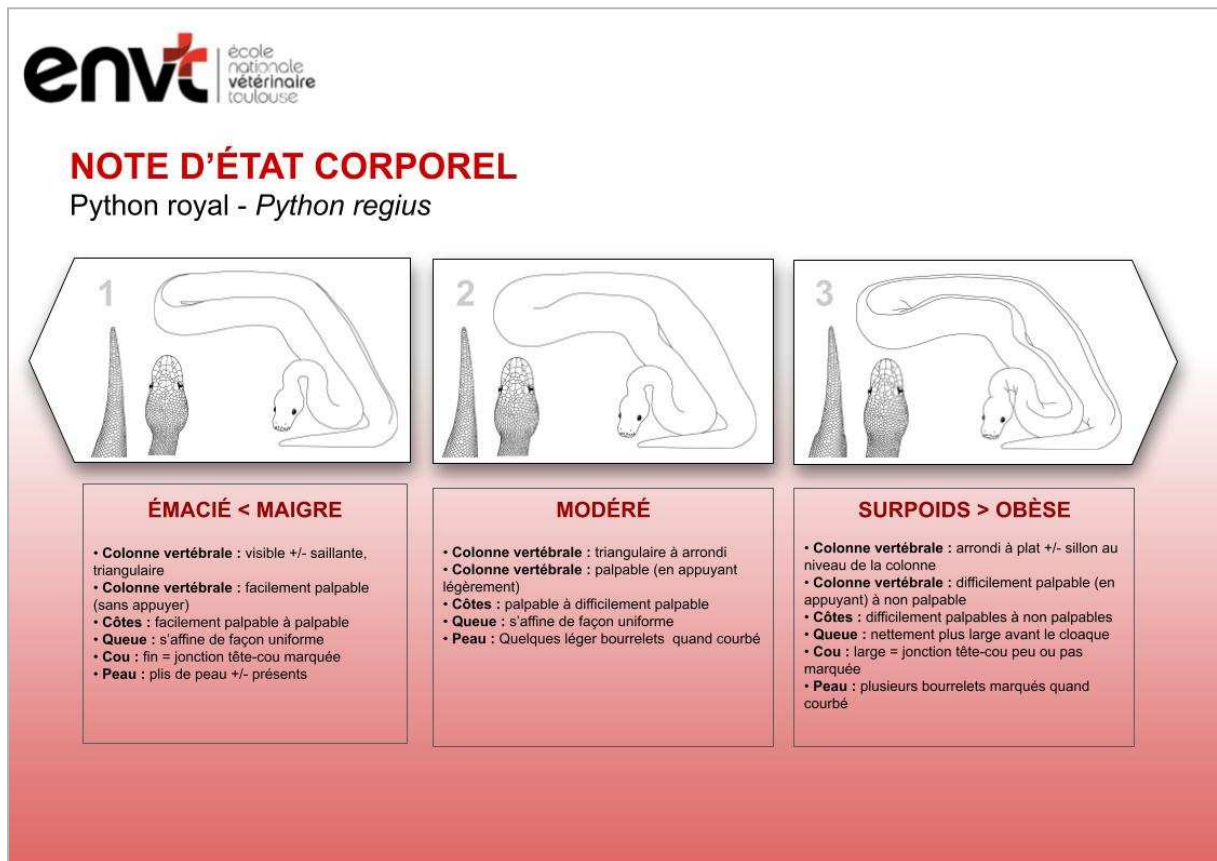 envt
école
nationale
vétérinaire
toulouse
NOTE D'ÉTAT CORPOREL
Python royal - Python regius
1
2
3
ÉMACIÉ < MAIGRE
• Colonne vertébrale : visible +/- saillante,
triangulaire
• Colonne vertébrale : facilement palpable
(sans appuyer)
• Côtes : facilement palpable à palpable
• Queue : s'affine de façon uniforme
• Cou : fin = jonction tête-cou marquée
• Peau : plis de peau +/- présents
MODÉRÉ
• Colonne vertébrale : triangulaire à arrondi
• Colonne vertébrale : palpable (en appuyant
légèrement)
• Côtes : palpable à difficilement palpable
• Queue : s'affine de façon uniforme
• Peau : Quelques léger bourrelets quand courbé
SURPOIDS > OBÈSE
• Colonne vertébrale : arrondi à plat +/- sillon au
niveau de la colonne
• Colonne vertébrale : difficilement palpable (en
appuyant) à non palpable
• Côtes : difficilement palpables à non palpables
• Queue : nettement plus large avant le cloaque
• Cou : large = jonction tête-cou peu ou pas
marquée
• Peau : plusieurs bourrelets marqués quand
courbé